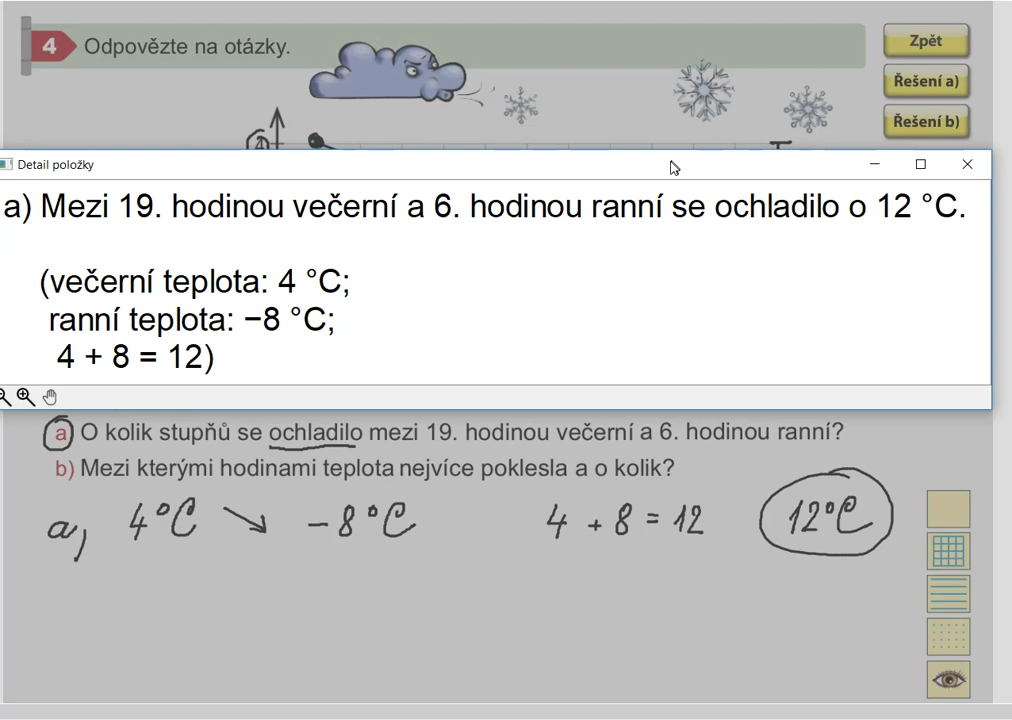 4 Odpovězte na otázky.
Zpět
Řešení a)
Řešení b)
Detail položky
a) Mezi 19. hodinou večerní a 6. hodinou ranní se ochladilo o 12 °C.
(večerní teplota: 4 °C;
ranní teplota: −8 °C;
4 + 8 = 12)
a) O kolik stupňů se ochladilo mezi 19. hodinou večerní a 6. hodinou ranní?
b) Mezi kterými hodinami teplota nejvíce poklesla a o kolik?
a) 4°C ↘ −8°C 4 + 8 = 12 12°C